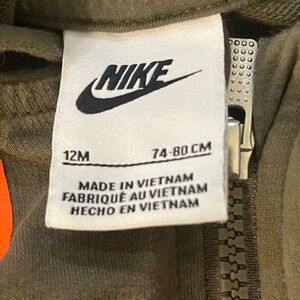 NIKE
12M 74-80 CM
MADE IN VIETNAM
FABRIQUÉ AU VIETNAM
HECHO EN VIETNAM